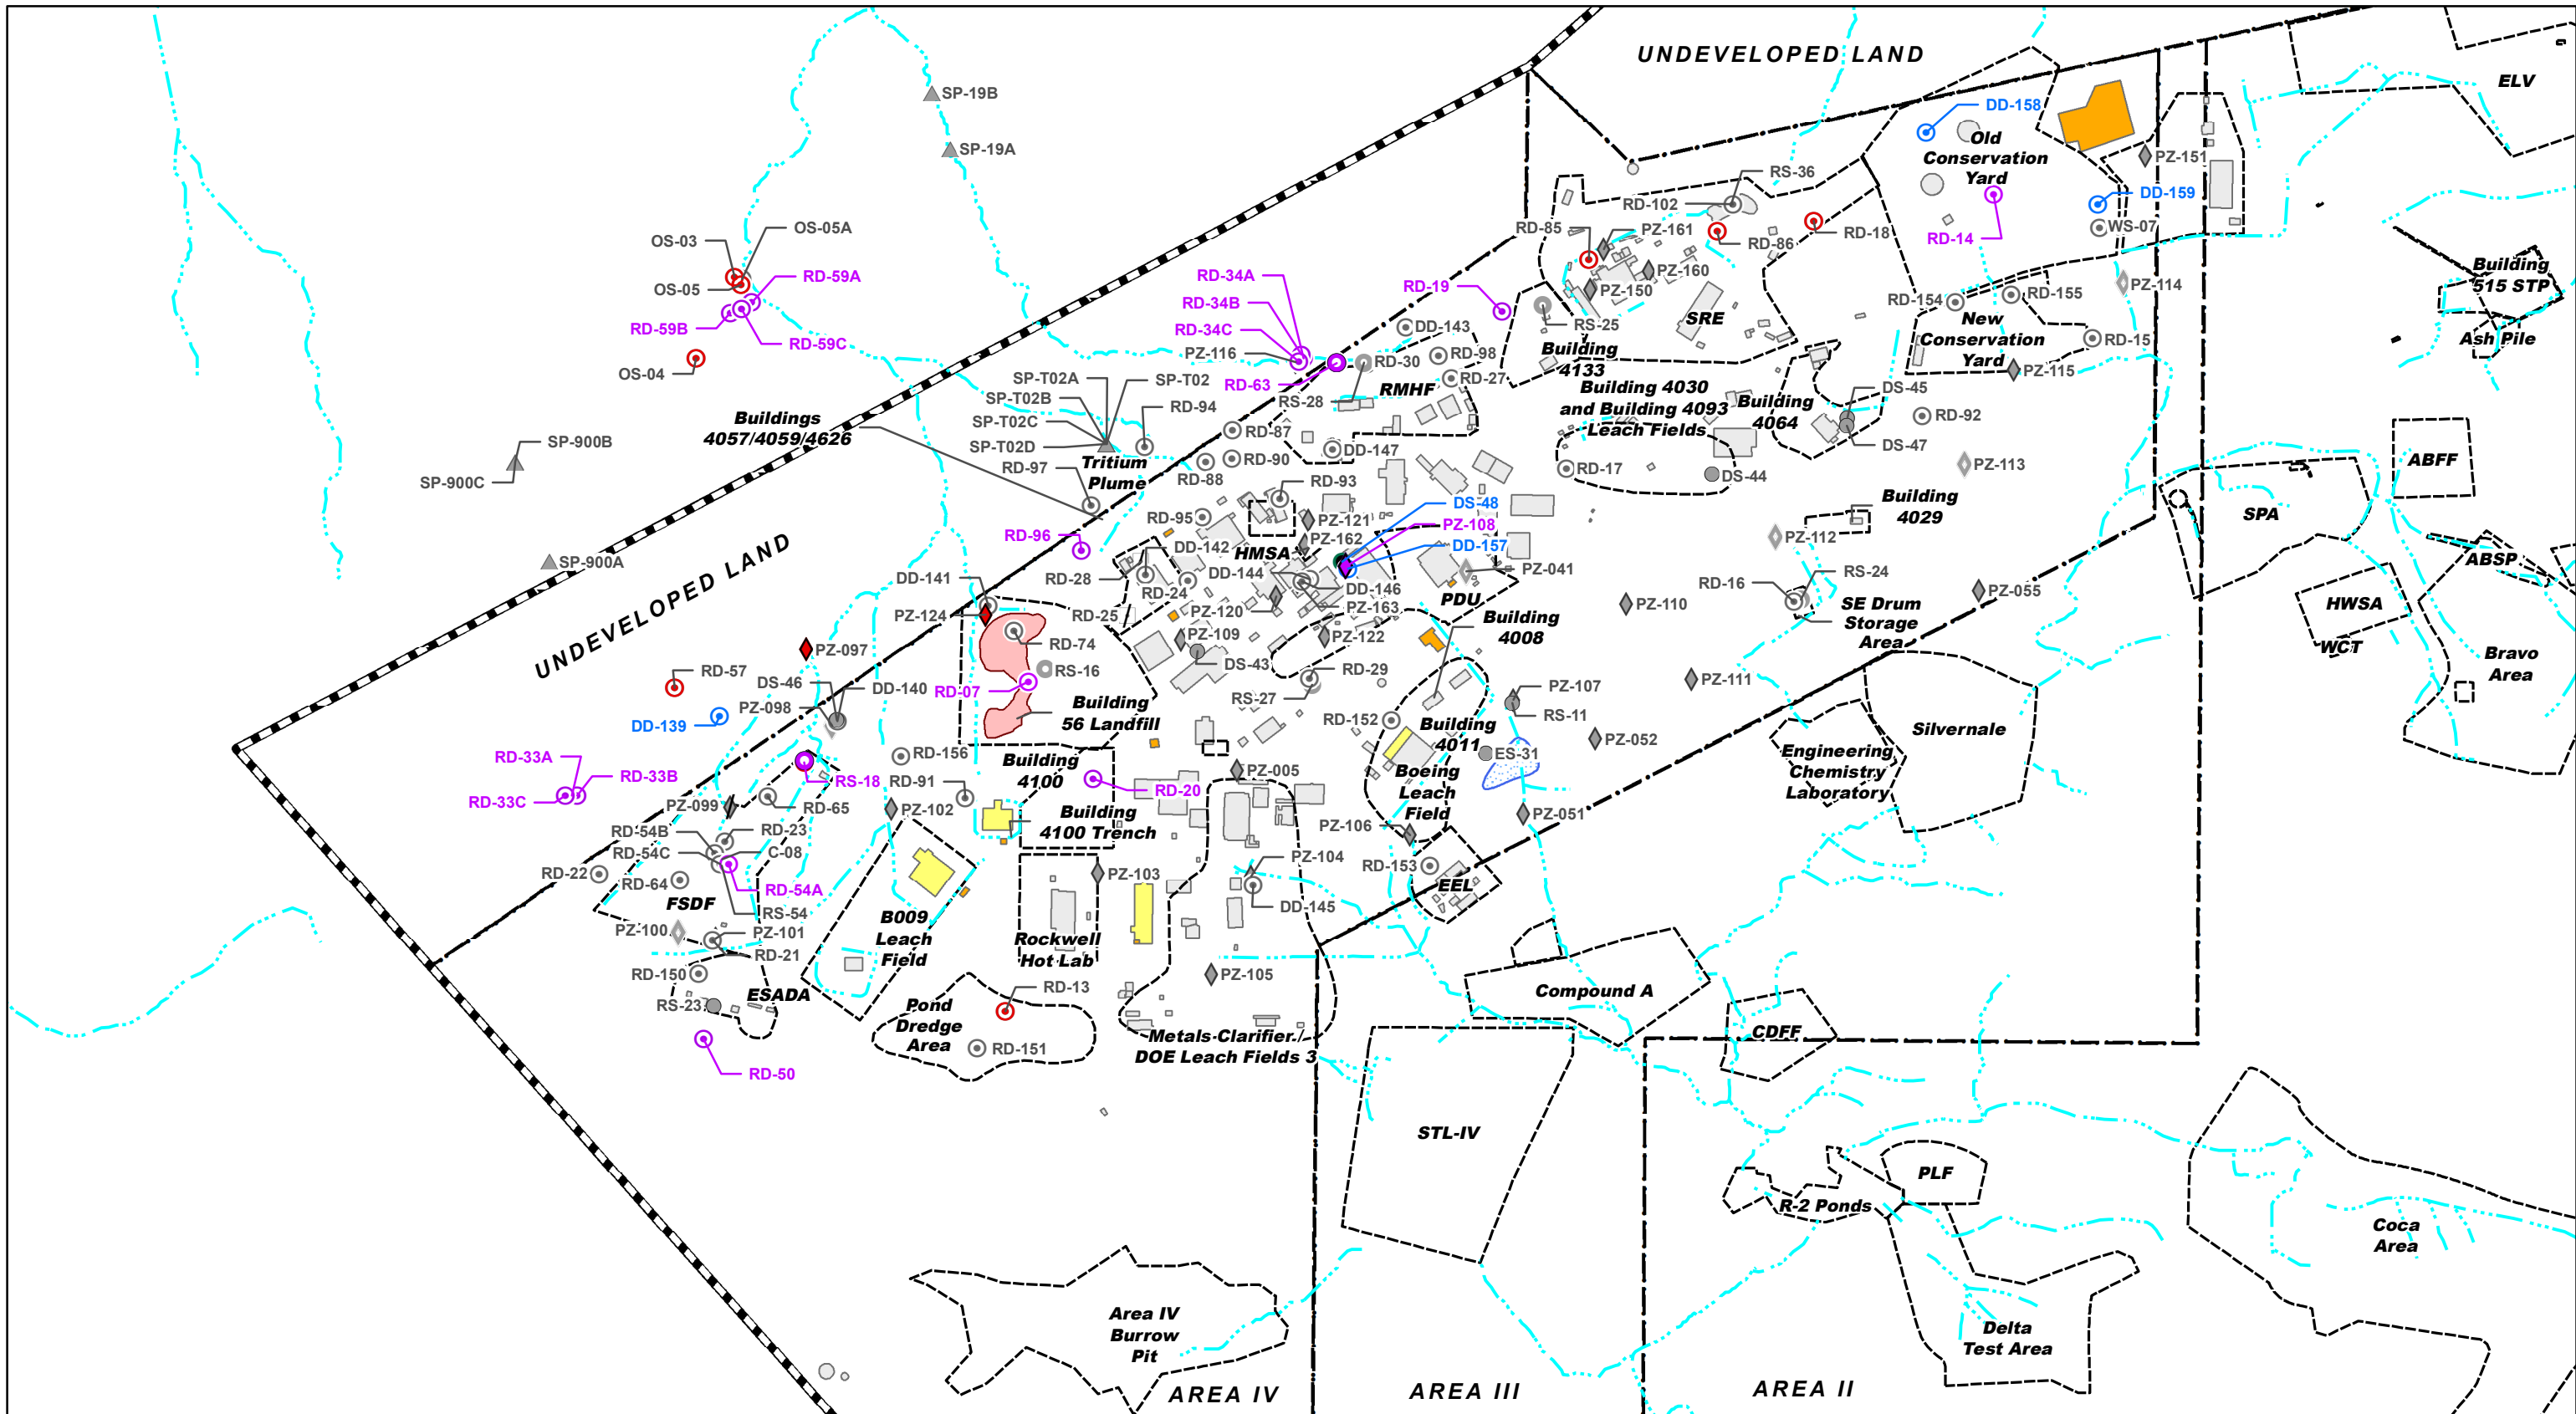 UNDEVELOPED LAND
ELV
SP-19B
DD-158
Old
Conservation
Yard
SP-19A
PZ-151
RS-36
DD-159
RD-102
OS-03
OS-05A
RD-85
PZ-161
RD-86
RD-18
WS-07
RD-14
RD-34A
RD-59A
PZ-160
Building
515 STP
OS-05
RD-19
PZ-150
PZ-114
RD-34B
RD-154
RD-155
RD-59B
RD-34C
DD-143
RS-25
SRE
New
Conservation
Yard
RD-59C
PZ-116
RD-30
RD-98
Building
4133
RD-15
Ash Pile
OS-04
SP-T02A
SP-T02
RD-63
RD-27
RMHF
PZ-115
SP-T02B
RS-28
Building 4030
and Building 4093
Leach Fields
Building
4064
DS-45
RD-94
Buildings
4057/4059/4626
SP-T02C
RD-92
SP-T02D
RD-87
SP-900B
DD-147
DS-47
RD-97
Tritium
Plume
RD-90
RD-17
PZ-113
ABFF
SP-900C
RD-88
RD-93
DS-44
DS-48
Building
4029
SPA
RD-95
PZ-121
PZ-108
RD-96
PZ-162
DD-157
PZ-112
DD-142
HMSA
ABSP
SP-900A
UNDEVELOPED LAND
DD-141
RD-28
DD-144
PZ-041
RD-16
RS-24
RD-24
DD-146
PDU
PZ-055
HWSA
PZ-124
RD-25
PZ-120
PZ-163
PZ-110
SE Drum
Storage
Area
Building
4008
PZ-109
PZ-122
RD-74
PZ-097
WCT
Bravo
Area
RD-57
RS-16
DS-43
RD-29
DS-46
DD-140
RD-07
RS-27
PZ-107
PZ-111
PZ-098
RS-11
DD-139
Building
56 Landfill
RD-152
Building
4011
Silvernale
PZ-052
RD-33A
RD-156
ES-31
Engineering
Chemistry
Laboratory
RD-33B
RS-18
RD-91
Building
4100
PZ-005
Boeing
Leach
Field
RD-33C
PZ-099
RD-65
PZ-102
RD-20
Building
4100 Trench
PZ-051
RD-54B
RD-23
PZ-106
RD-54C
C-08
PZ-104
RD-153
RD-22
RD-64
RD-54A
PZ-103
EEL
FSDF
RS-54
DD-145
PZ-100
PZ-101
B009
Leach
Field
Rockwell
Hot Lab
RD-21
RD-150
PZ-105
ESADA
RD-13
Compound A
RS-23
Pond
Dredge
Area
RD-151
Metals Clarifier/
DOE Leach Fields 3
CDFF
RD-50
STL-IV
PLF
R-2 Ponds
Coca
Area
Area IV
Burrow
Pit
Delta
Test Area
AREA IV
AREA III
AREA II